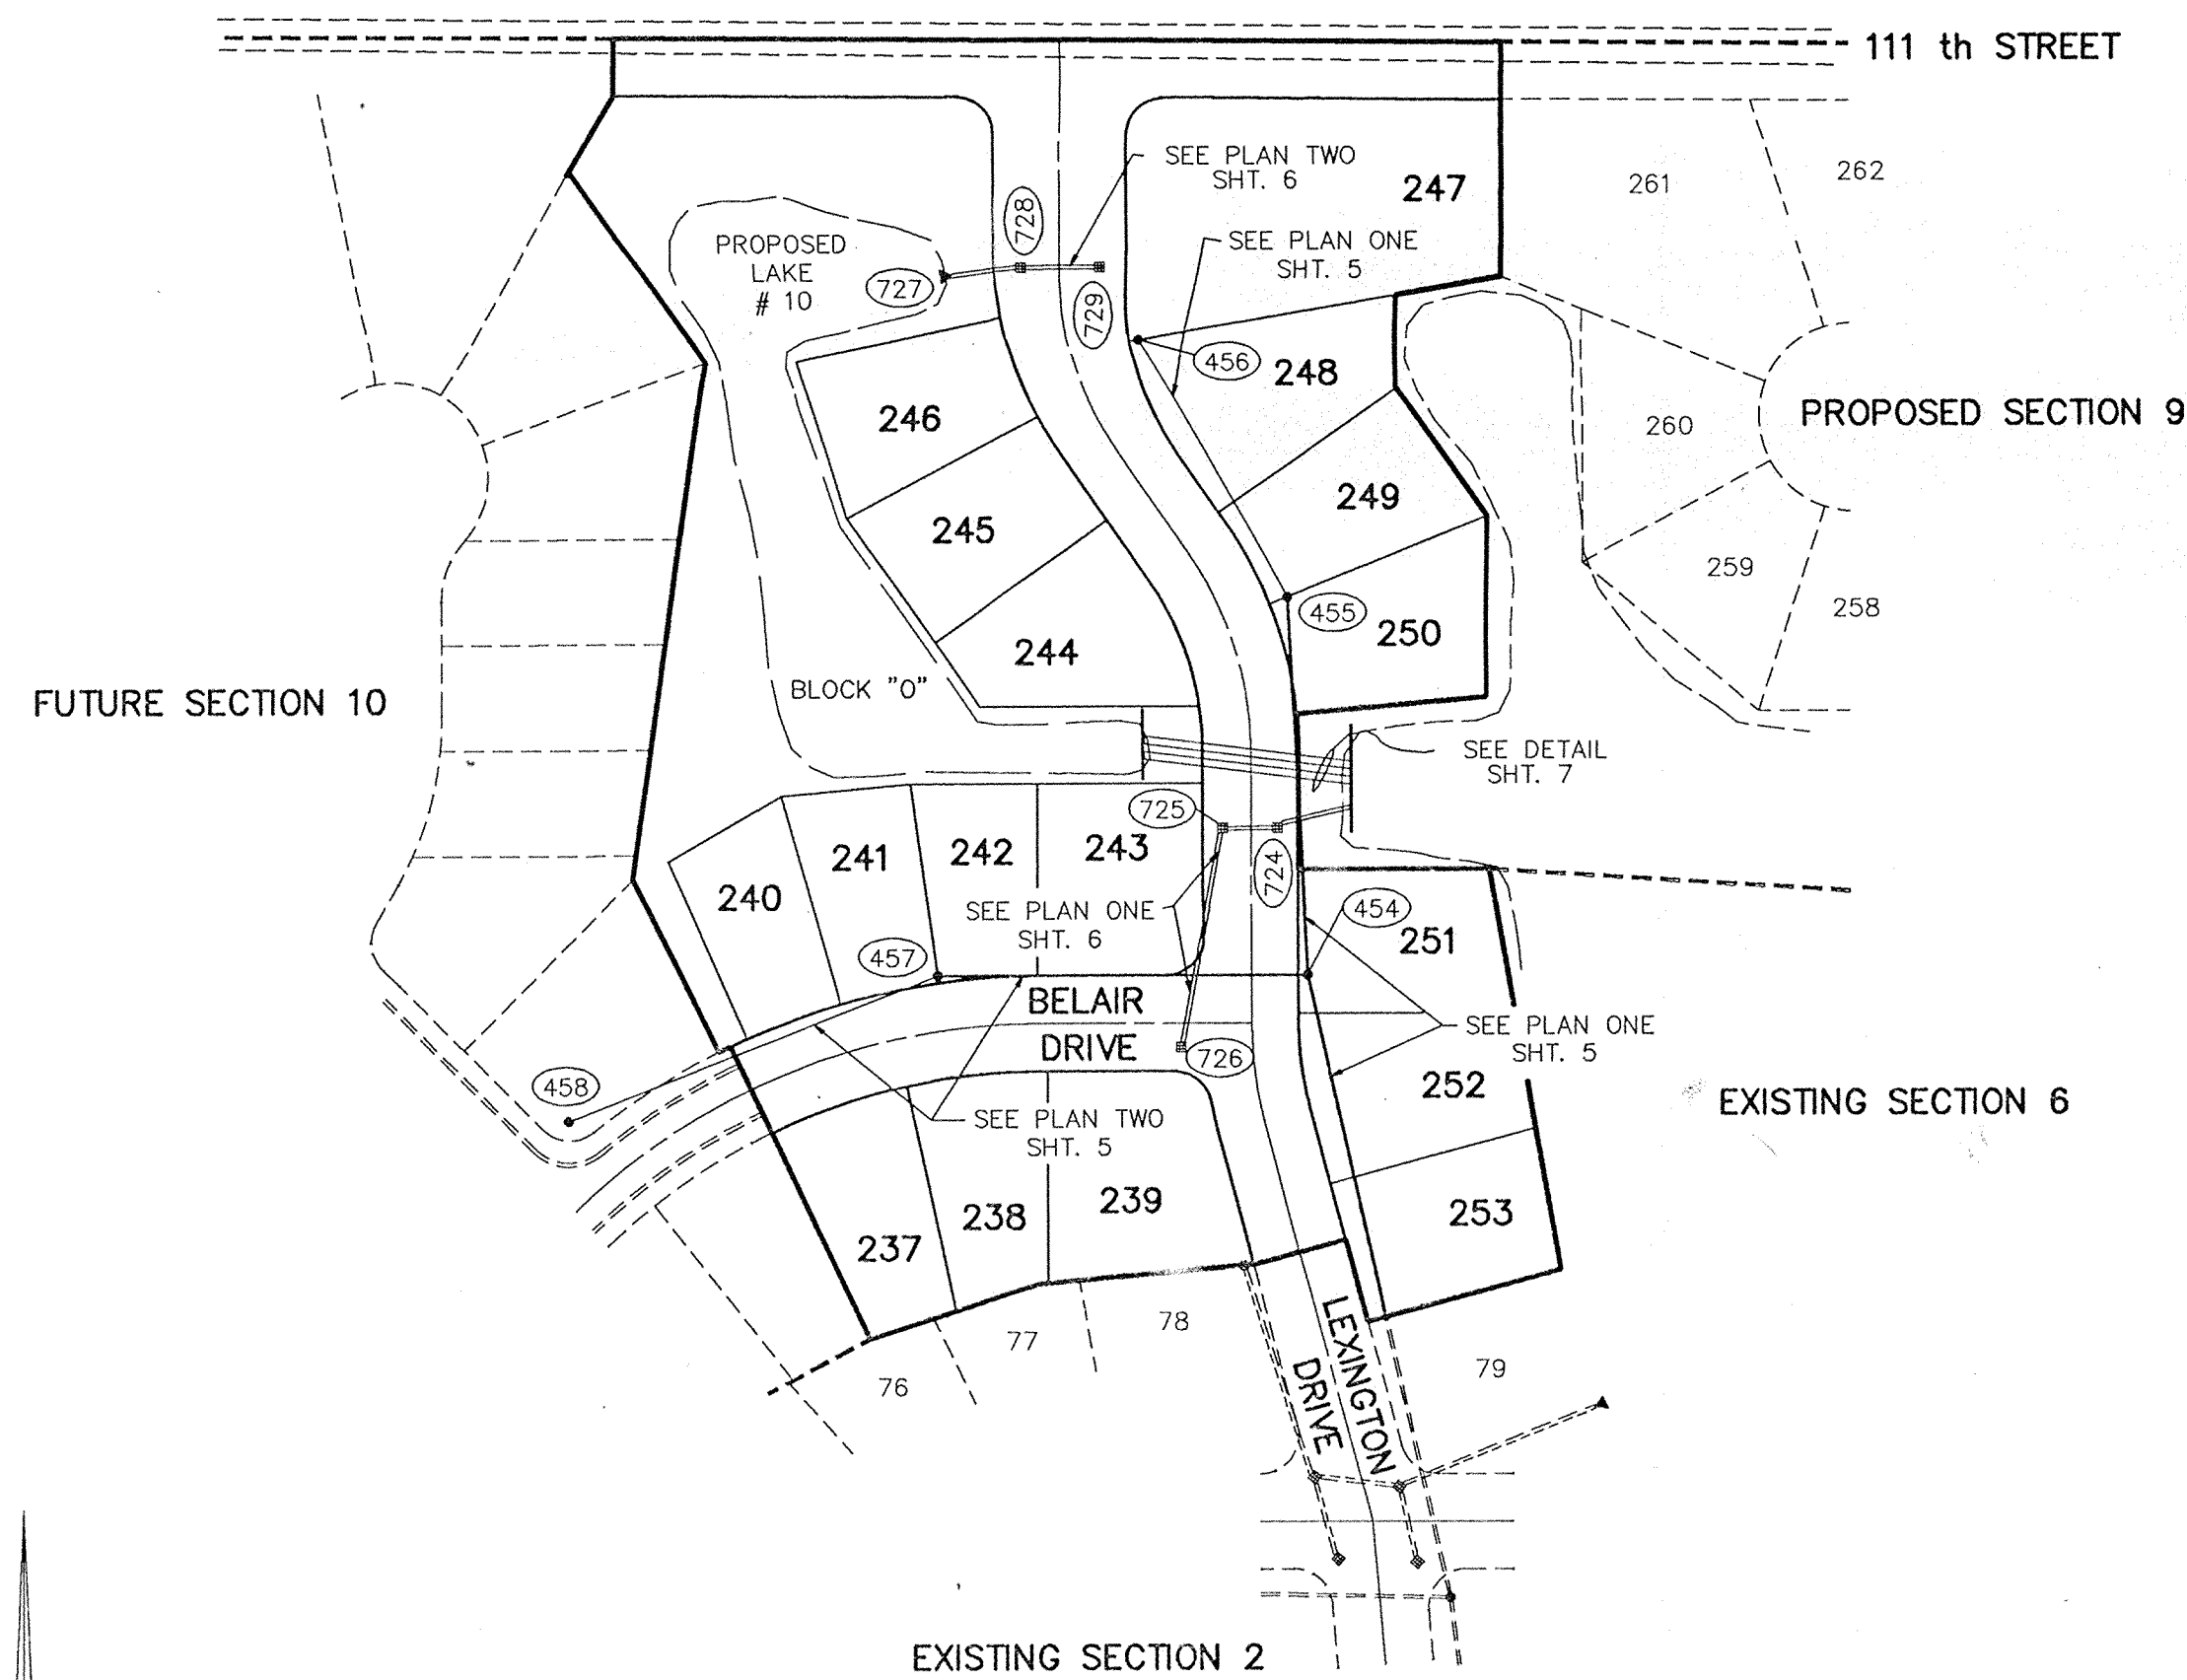 111 th STREET
SEE PLAN TWO
SHT. 6
247
261
262
728
SEE PLAN ONE
SHT. 5
PROPOSED
LAKE
# 10
727
729
456
248
246
260
PROPOSED SECTION 9
249
245
259
455
258
250
244
FUTURE SECTION 10
BLOCK "O"
SEE DETAIL
SHT. 7
725
241
242
243
724
240
SEE PLAN ONE
SHT. 6
454
251
457
BELAIR
DRIVE
SEE PLAN ONE
SHT. 5
726
458
252
EXISTING SECTION 6
SEE PLAN TWO
SHT. 5
239
238
253
237
78
77
LEXINGTON
DRIVE
79
76
EXISTING SECTION 2